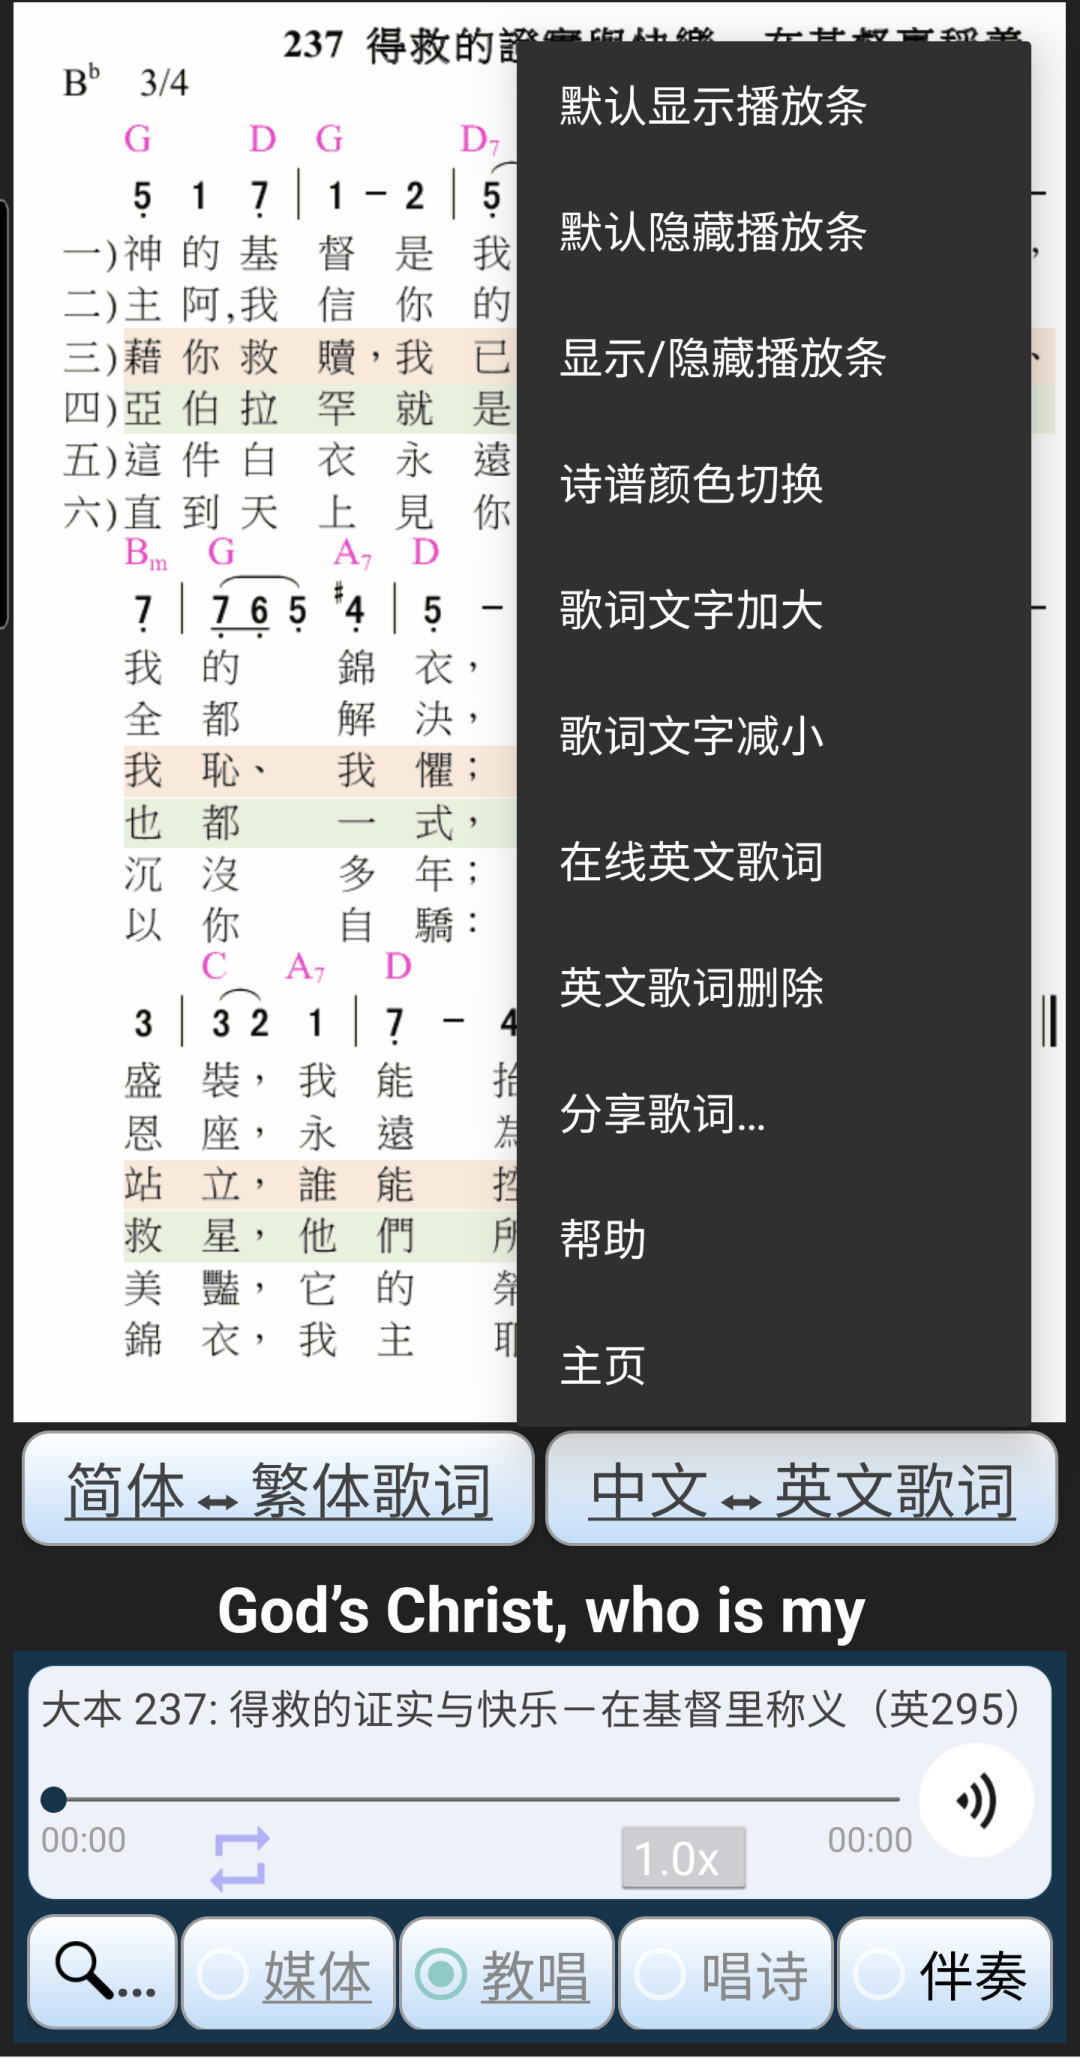 237 得救的
B♭ 3/4
G D G D7
5 1 7 | 1 - 2 | 5 -
一)神 的 基 督 是 我 ,
二)主 阿,我 信 你 的
三)藉 你 救 贖,我 已 、
四)亞 伯 拉 罕 就 是
五)這 件 白 衣 永 遠
六)直 到 天 上 見 你
Bm G A7 D
7 | 7 6 5 #4 | 5 - -
我 的 錦 衣,
全 都 解 決,
我 恥、 我 懼;
也 都 一 式,
沉 沒 多 年;
以 你 自 驕:
C A7 D
3 | 3 2 1 | 7 - 4
盛 裝, 我 能
恩 座, 永 遠
站 立, 誰 能
救 星, 他 們
美 豔, 它 的
錦 衣, 我 主
默认显示播放条
默认隐藏播放条
显示/隐藏播放条
诗谱颜色切换
歌词文字加大
歌词文字减小
在线英文歌词
英文歌词删除
分享歌词...
帮助
主页
简体↔繁体歌词 中文↔英文歌词
God’s Christ, who is my
大本 237: 得救的证实与快乐－在基督里称义（英295）
00:00 1.0x 00:00
... 媒体 教唱 唱诗 伴奏